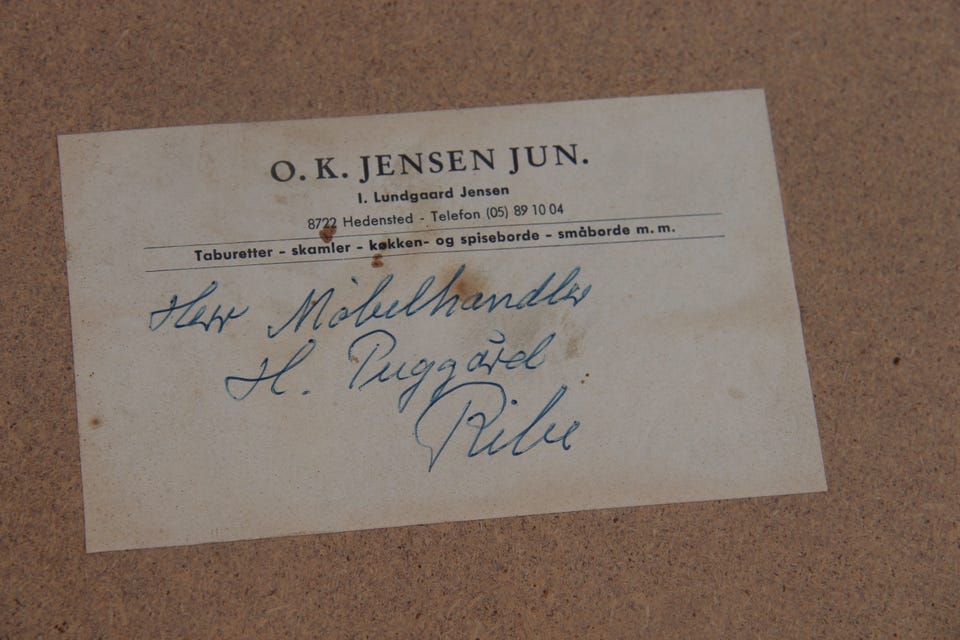 O. K. JENSEN JUN.
I. Lundgaard Jensen
8722 Hedensted - Telefon (05) 89 10 04
Taburetter - skamler - køkken- og spiseborde - småborde m. m.
Herr Møbelhandler
H. Puggård
Ribe